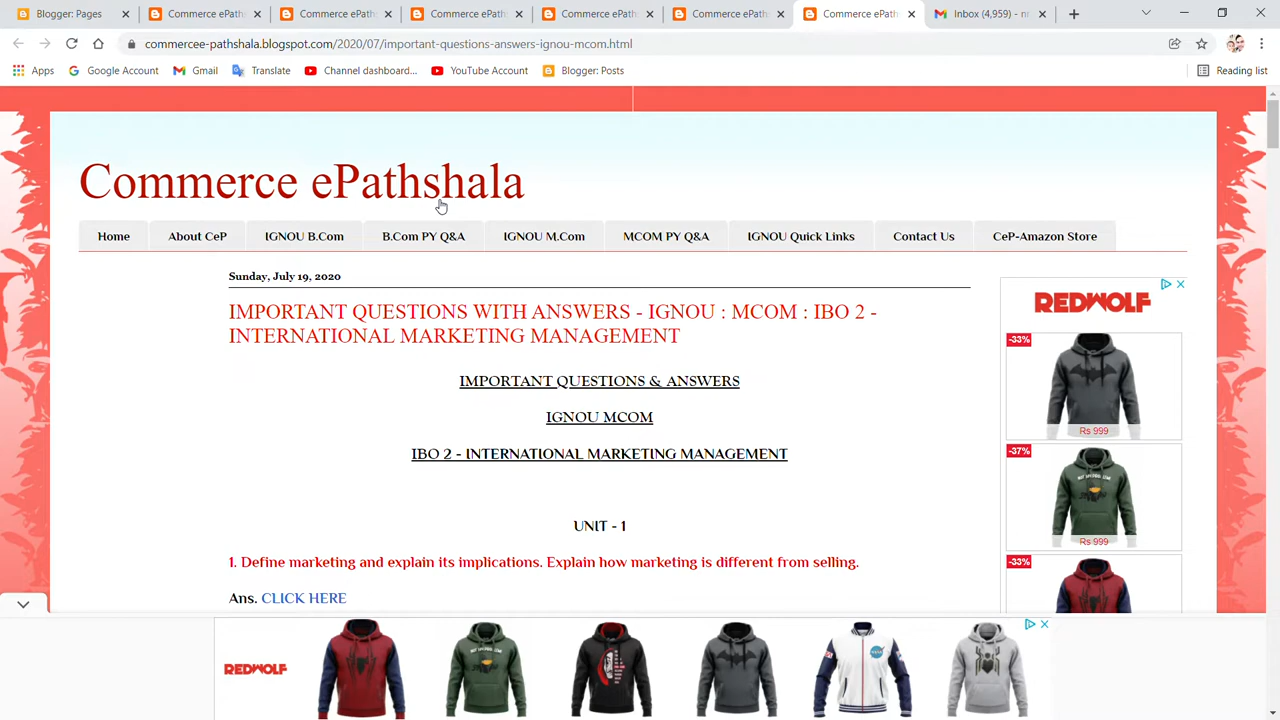 Blogger: Pages
Commerce ePath
Commerce ePath
Commerce ePath
Commerce ePath
Commerce ePath
Commerce ePath
Inbox (4,959) - n
commercee-pathshala.blogspot.com/2020/07/important-questions-answers-ignou-mcom.html
Apps
Google Account
Gmail
Translate
Channel dashboard...
YouTube Account
Blogger: Posts
Reading list
Commerce ePathshala
Home
About CeP
IGNOU B.Com
B.Com PY Q&A
IGNOU M.Com
MCOM PY Q&A
IGNOU Quick Links
Contact Us
CeP-Amazon Store
Sunday, July 19, 2020
IMPORTANT QUESTIONS WITH ANSWERS - IGNOU : MCOM : IBO 2 -
INTERNATIONAL MARKETING MANAGEMENT
IMPORTANT QUESTIONS & ANSWERS
IGNOU MCOM
IBO 2 - INTERNATIONAL MARKETING MANAGEMENT
UNIT - 1
1. Define marketing and explain its implications. Explain how marketing is different from selling.
Ans. CLICK HERE
REDWOLF
-33%
Rs 999
-37%
Rs 999
-33%
REDWOLF